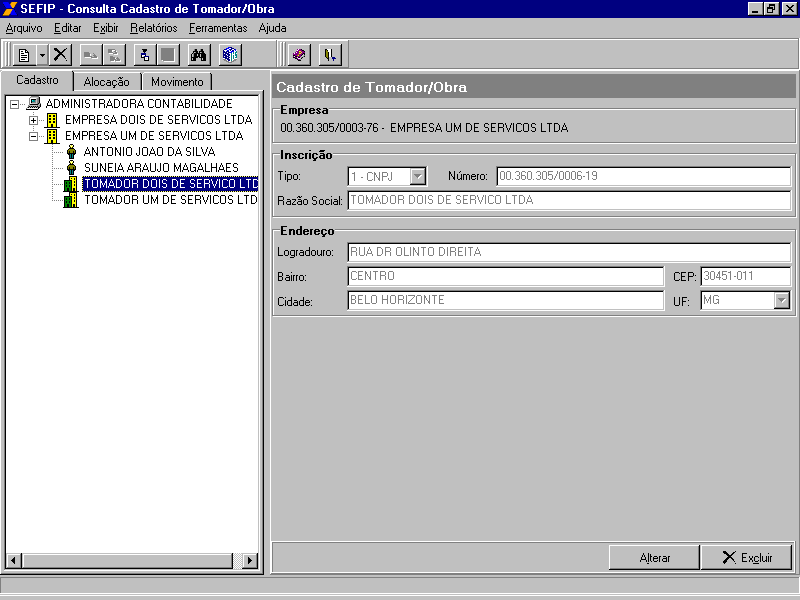 SEFIP - Consulta Cadastro de Tomador/Obra
Arquivo Editar Exibir Relatórios Ferramentas Ajuda
Cadastro Alocação Movimento
ADMINISTRADORA CONTABILIDADE
EMPRESA DOIS DE SERVICOS LTDA
EMPRESA UM DE SERVICOS LTDA
ANTONIO JOAO DA SILVA
SUNEIA ARAUJO MAGALHAES
TOMADOR DOIS DE SERVICO LTD
TOMADOR UM DE SERVICOS LTD
Cadastro de Tomador/Obra
Empresa
00.360.305/0003-76 - EMPRESA UM DE SERVICOS LTDA
Inscrição
Tipo: 1 - CNPJ Número: 00.360.305/0006-19
Razão Social: TOMADOR DOIS DE SERVICO LTDA
Endereço
Logradouro: RUA DR OLINTO DIREITA
Bairro: CENTRO CEP: 30451-011
Cidade: BELO HORIZONTE UF: MG
Alterar Excluir